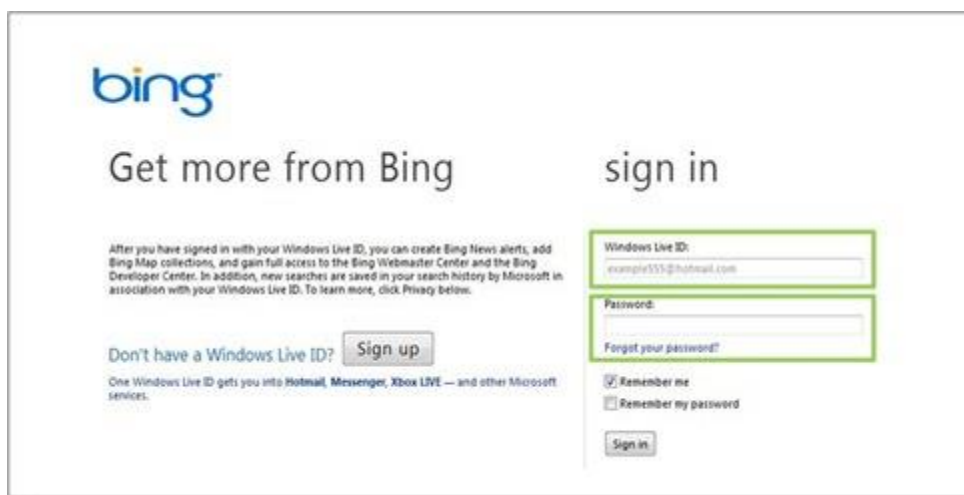 bing
Get more from Bing
After you have signed in with your Windows Live ID, you can create Bing News alerts, add
Bing Map collections, and gain full access to the Bing Webmaster Center and the Bing
Developer Center. In addition, new searches are saved in your search history by Microsoft in
association with your Windows Live ID. To learn more, click Privacy below.
Don't have a Windows Live ID? Sign up
One Windows Live ID gets you into Hotmail, Messenger, Xbox LIVE — and other Microsoft
services.
sign in
Windows Live ID:
example555@hotmail.com
Password:
Forgot your password?
Remember me
Remember my password
Sign in